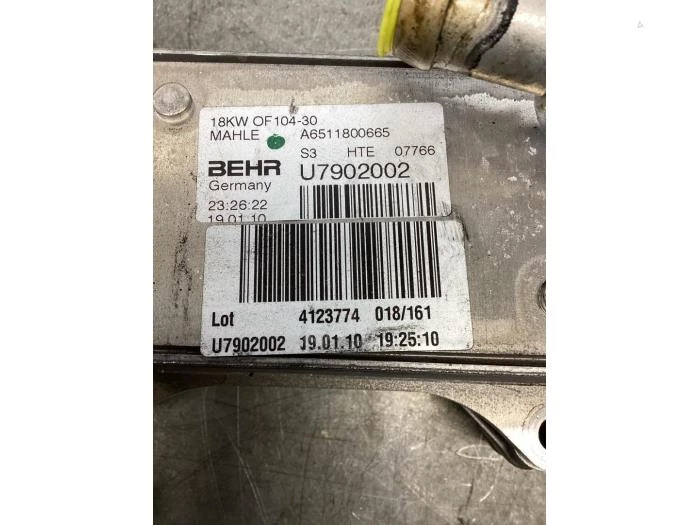 18KW OF104-30
MAHLE A6511800665
S3 HTE 07766
BEHR U7902002
Germany
23:26:22
19.01.10
Lot 4123774 018/161
U7902002 19.01.10 19:25:10